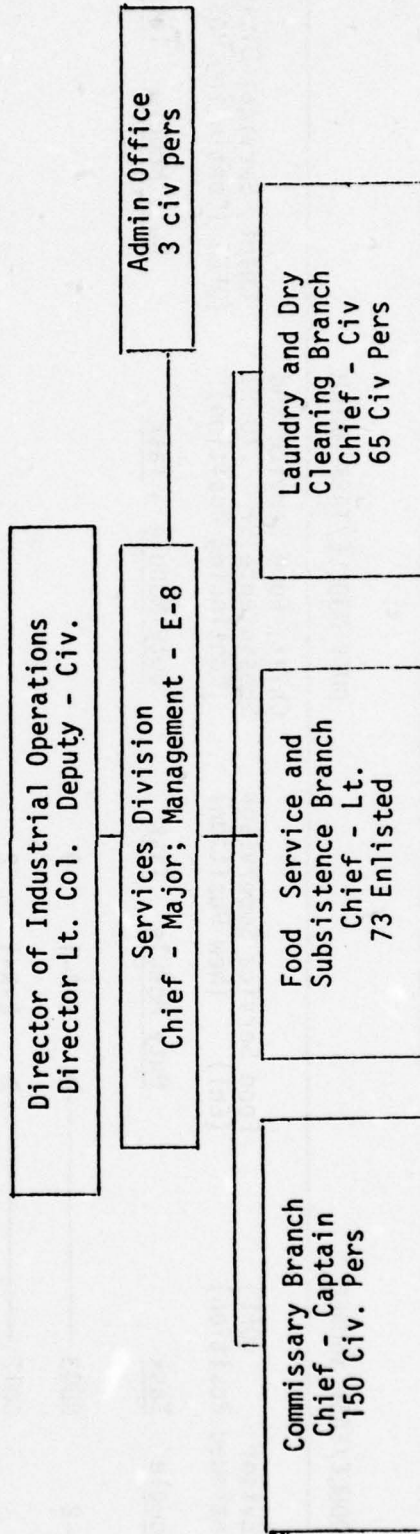 Director of Industrial Operations
Director Lt. Col. Deputy - Civ.
Services Division
Chief - Major; Management - E-8
Admin Office
3 civ pers
Commissary Branch
Chief - Captain
150 Civ. Pers
Food Service and
Subsistence Branch
Chief - Lt.
73 Enlisted
Laundry and Dry
Cleaning Branch
Chief - Civ
65 Civ Pers